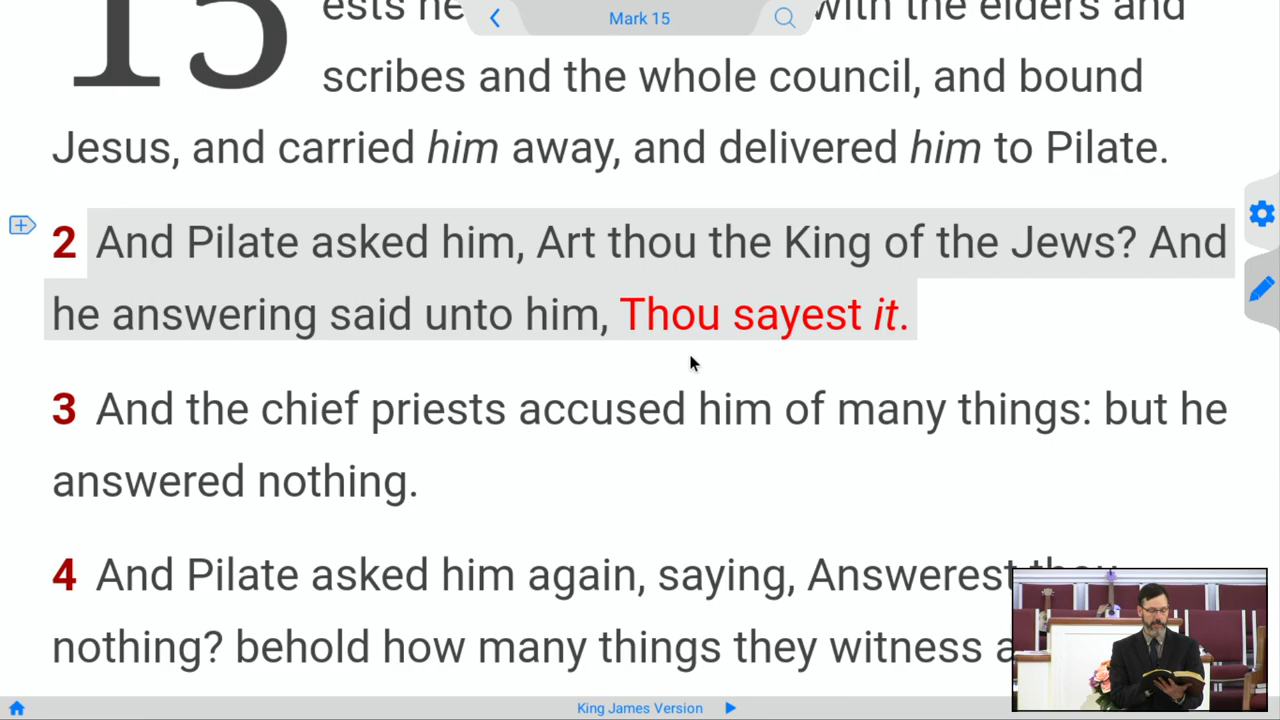 Mark 15
15 with the elders and
scribes and the whole council, and bound
Jesus, and carried him away, and delivered him to Pilate.
2 And Pilate asked him, Art thou the King of the Jews? And
he answering said unto him, Thou sayest it.
3 And the chief priests accused him of many things: but he
answered nothing.
4 And Pilate asked him again, saying, Answerest thou
nothing? behold how many things they witness
King James Version